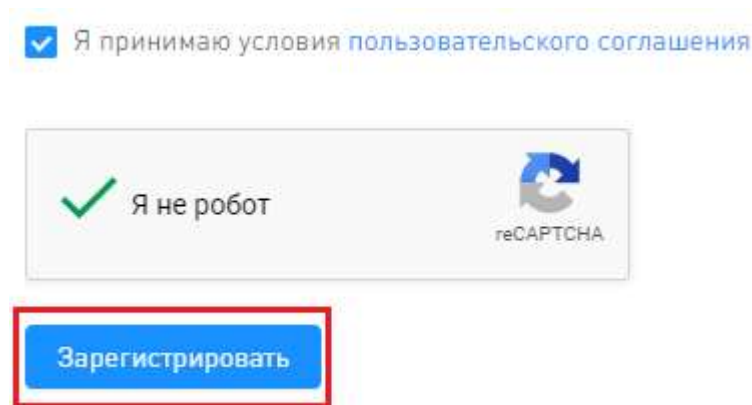 Я принимаю условия пользовательского соглашения
Я не робот
reCAPTCHA
Зарегистрировать